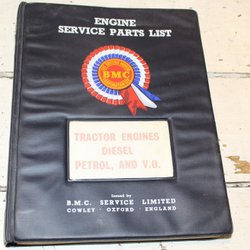 ENGINE
SERVICE PARTS LIST
BMC
TRACTOR ENGINES
DIESEL
PETROL, AND V.O.
Issued by
B.M.C. SERVICE LIMITED
COWLEY · OXFORD · ENGLAND